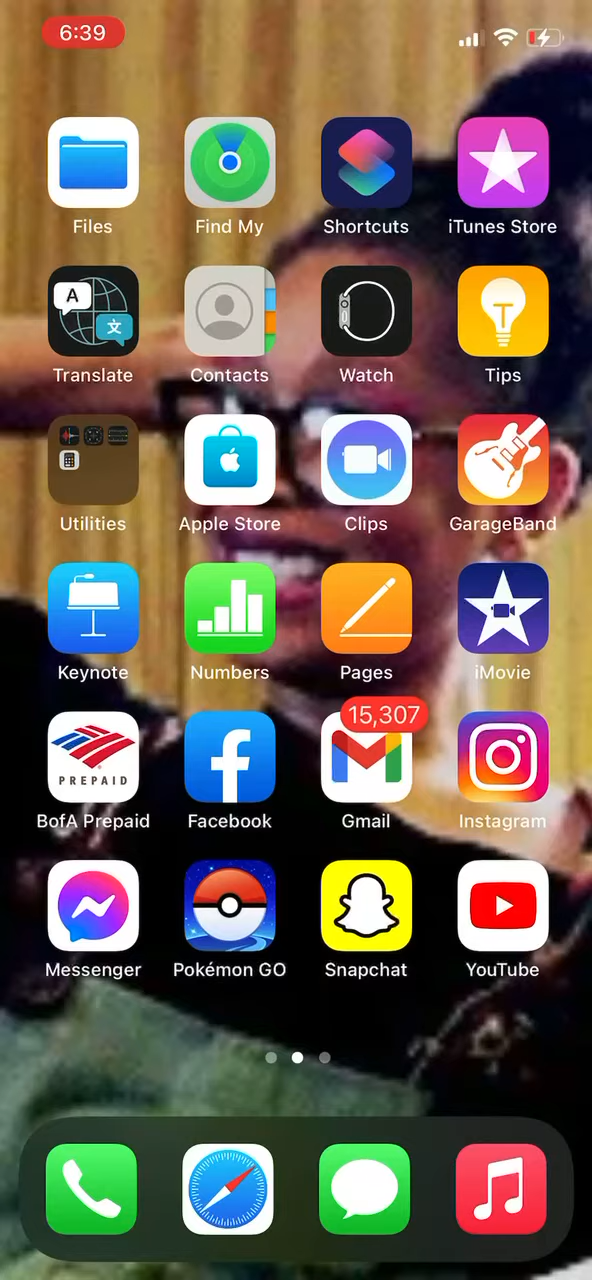 6:39
Files
Find My
Shortcuts
iTunes Store
A
文
Translate
Contacts
Watch
Tips
Utilities
Apple Store
Clips
GarageBand
Keynote
Numbers
Pages
iMovie
15,307
PREPAID
BofA Prepaid
Facebook
Gmail
Instagram
Messenger
Pokémon GO
Snapchat
YouTube